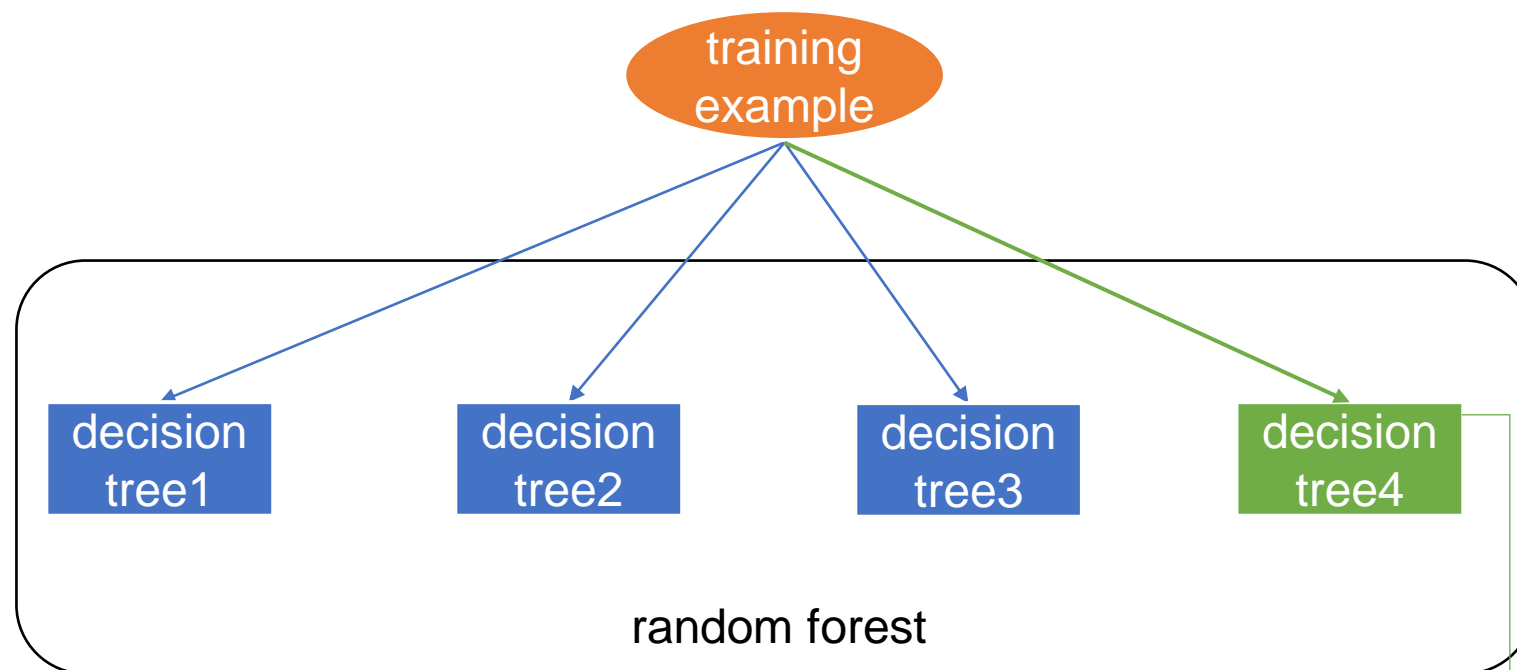 training
example
decision
tree1
decision
tree2
decision
tree3
decision
tree4
random forest